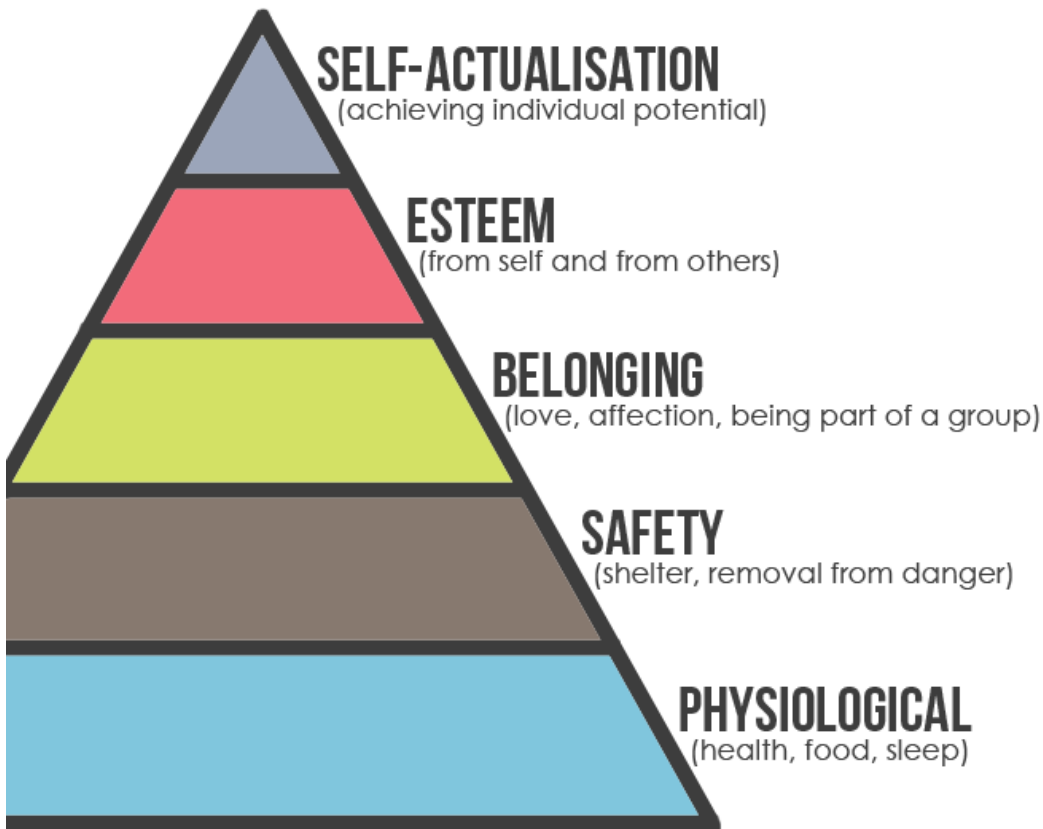 SELF-ACTUALISATION
(achieving individual potential)
ESTEEM
(from self and from others)
BELONGING
(love, affection, being part of a group)
SAFETY
(shelter, removal from danger)
PHYSIOLOGICAL
(health, food, sleep)